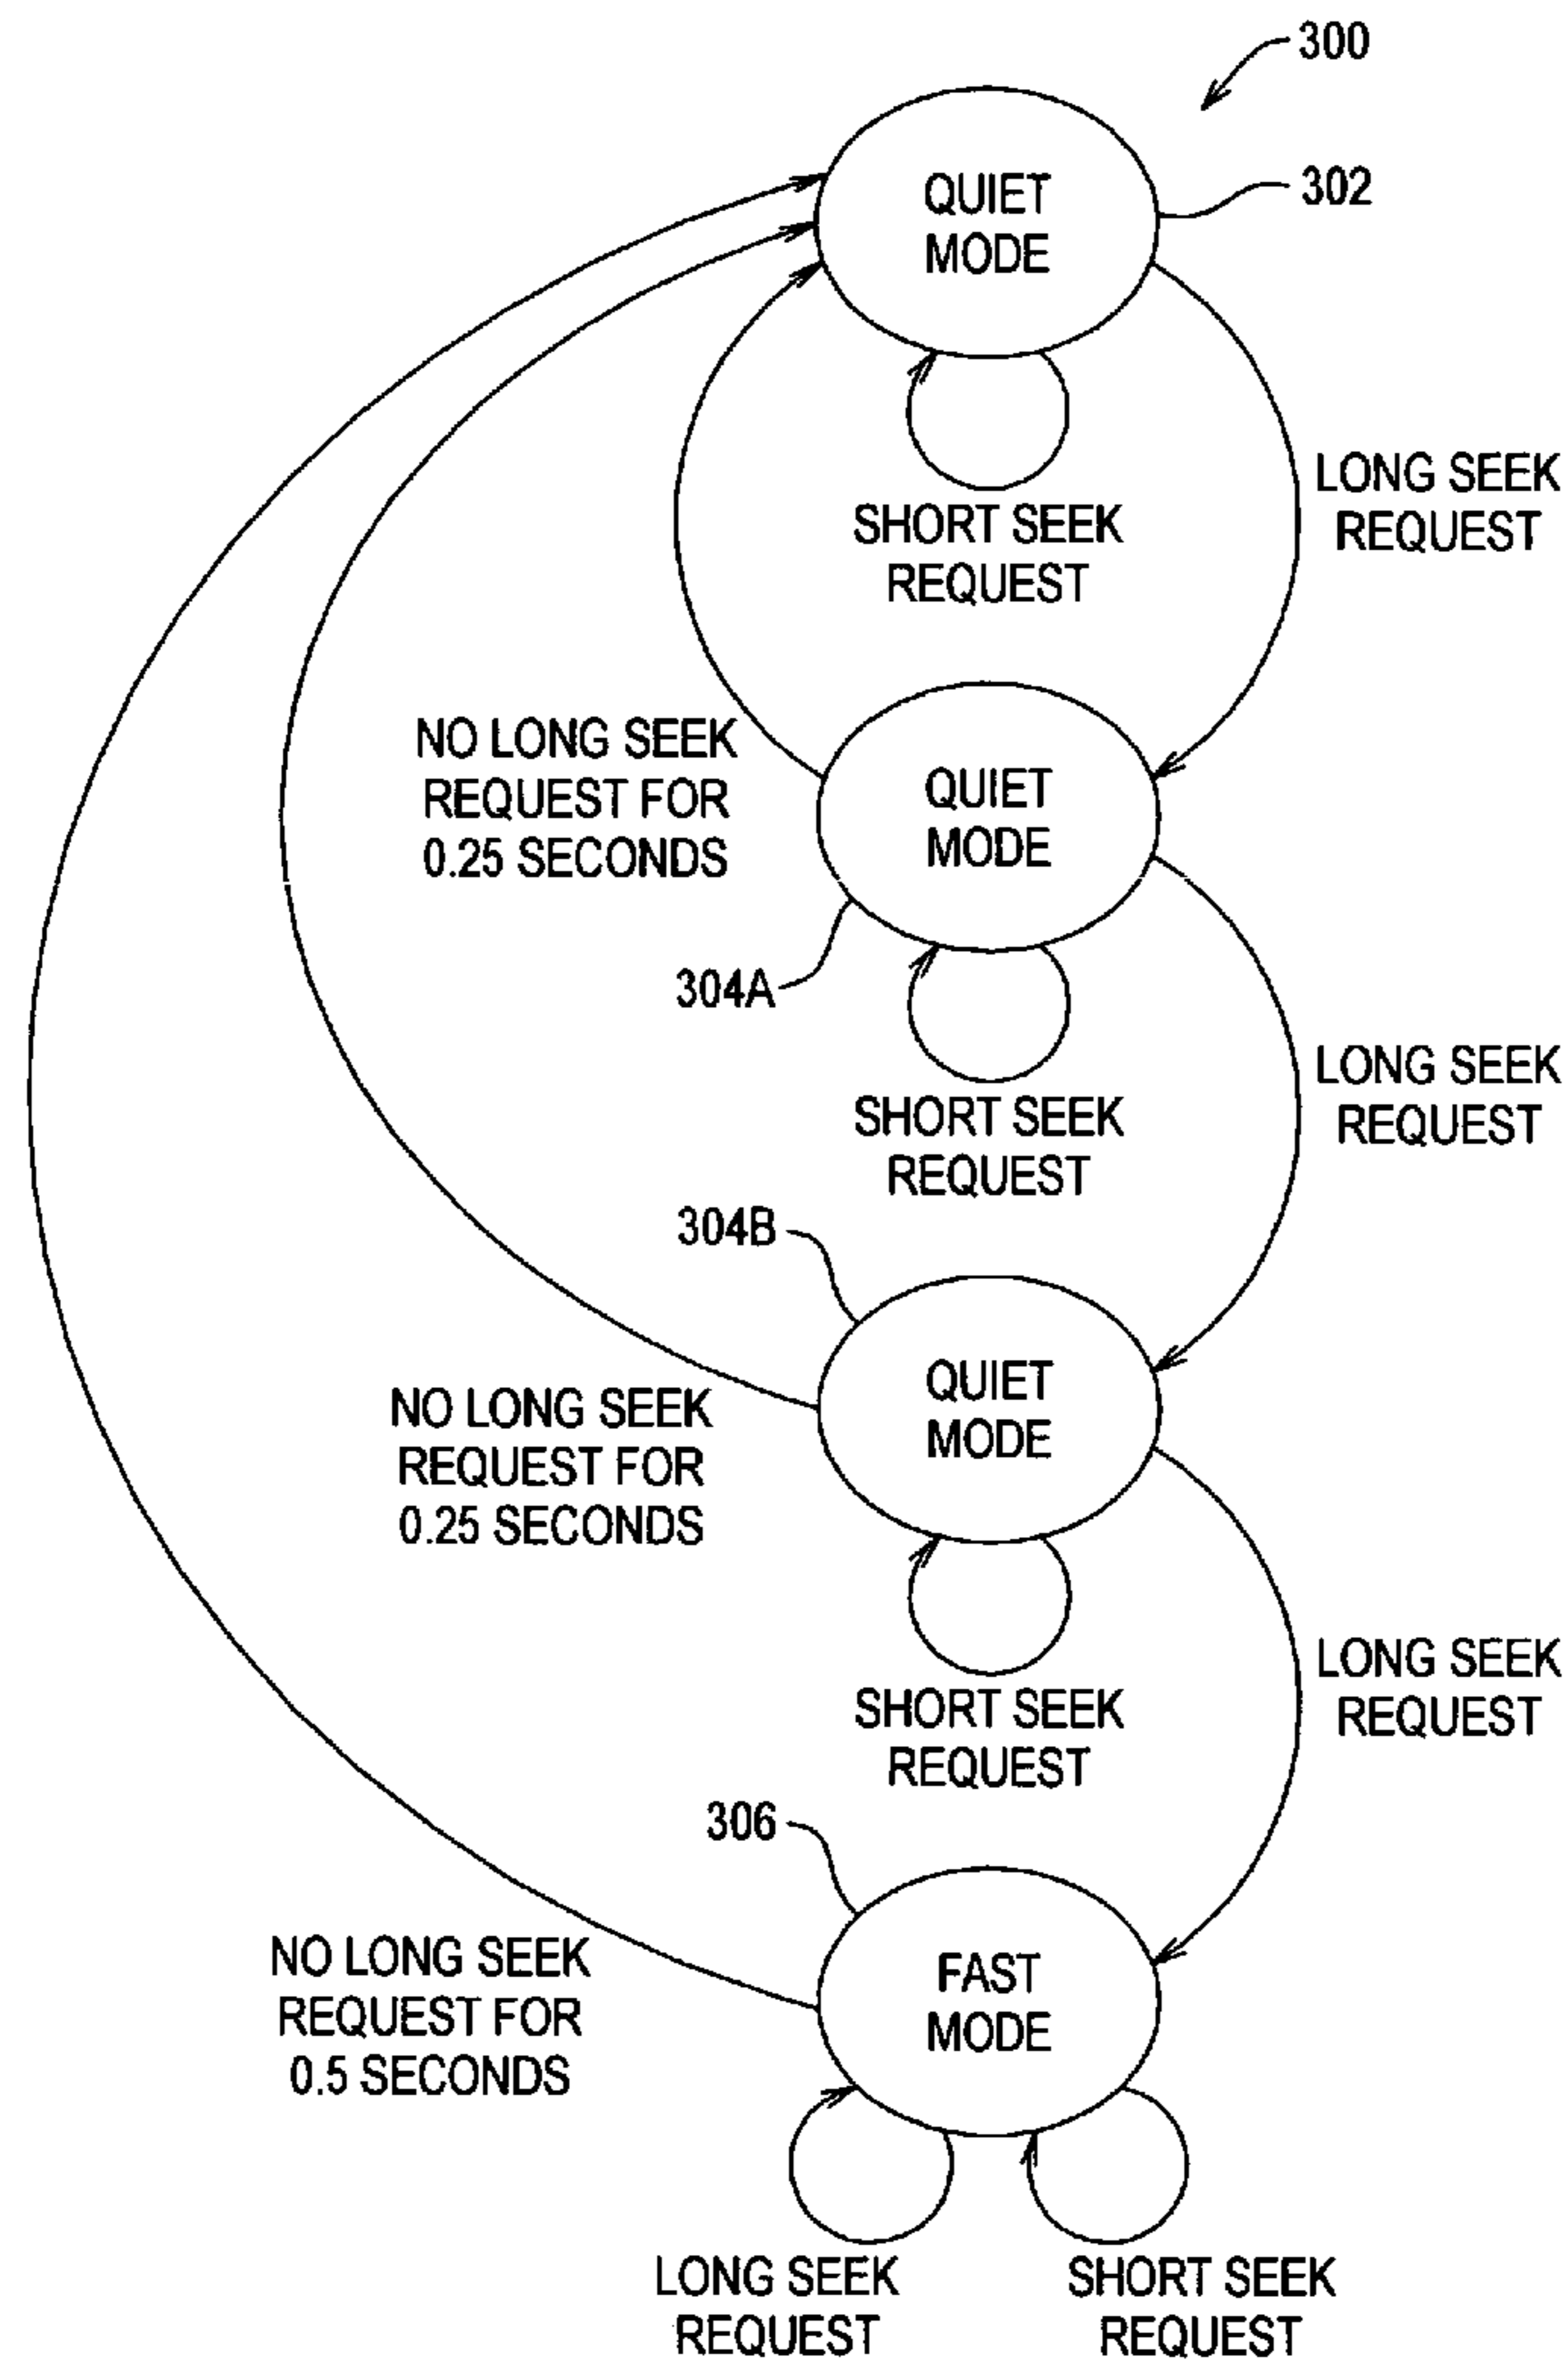 300
QUIET
MODE
302
LONG SEEK
REQUEST
SHORT SEEK
REQUEST
NO LONG SEEK
REQUEST FOR
0.25 SECONDS
QUIET
MODE
304A
SHORT SEEK
REQUEST
LONG SEEK
REQUEST
304B
QUIET
MODE
NO LONG SEEK
REQUEST FOR
0.25 SECONDS
SHORT SEEK
REQUEST
LONG SEEK
REQUEST
306
FAST
MODE
NO LONG SEEK
REQUEST FOR
0.5 SECONDS
LONG SEEK
REQUEST
SHORT SEEK
REQUEST